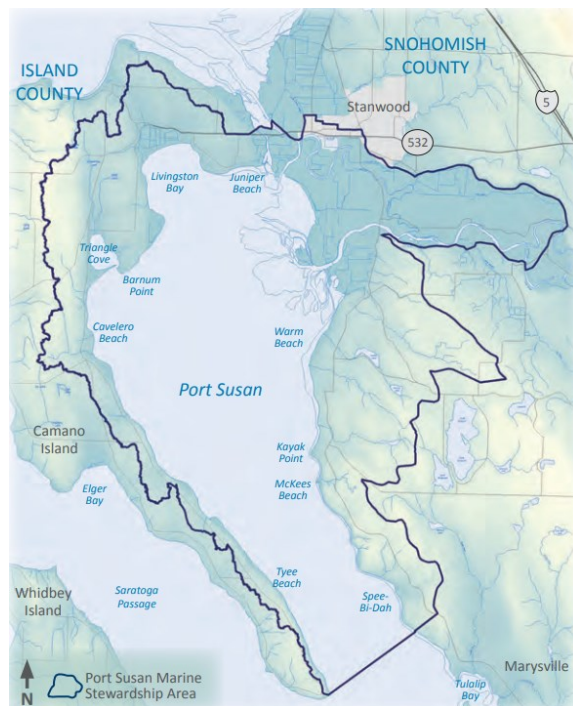 ISLAND
COUNTY
SNOHOMISH
COUNTY
5
Stanwood
532
Livingston
Bay
Juniper
Beach
Triangle
Cove
Barnum
Point
Cavelero
Beach
Warm
Beach
Port Susan
Camano
Island
Kayak
Point
McKees
Beach
Elger
Bay
Tyee
Beach
Spee-
Bi-Dah
Saratoga
Passage
Whidbey
Island
Marysville
Tulalip
Bay
N
Port Susan Marine
Stewardship Area